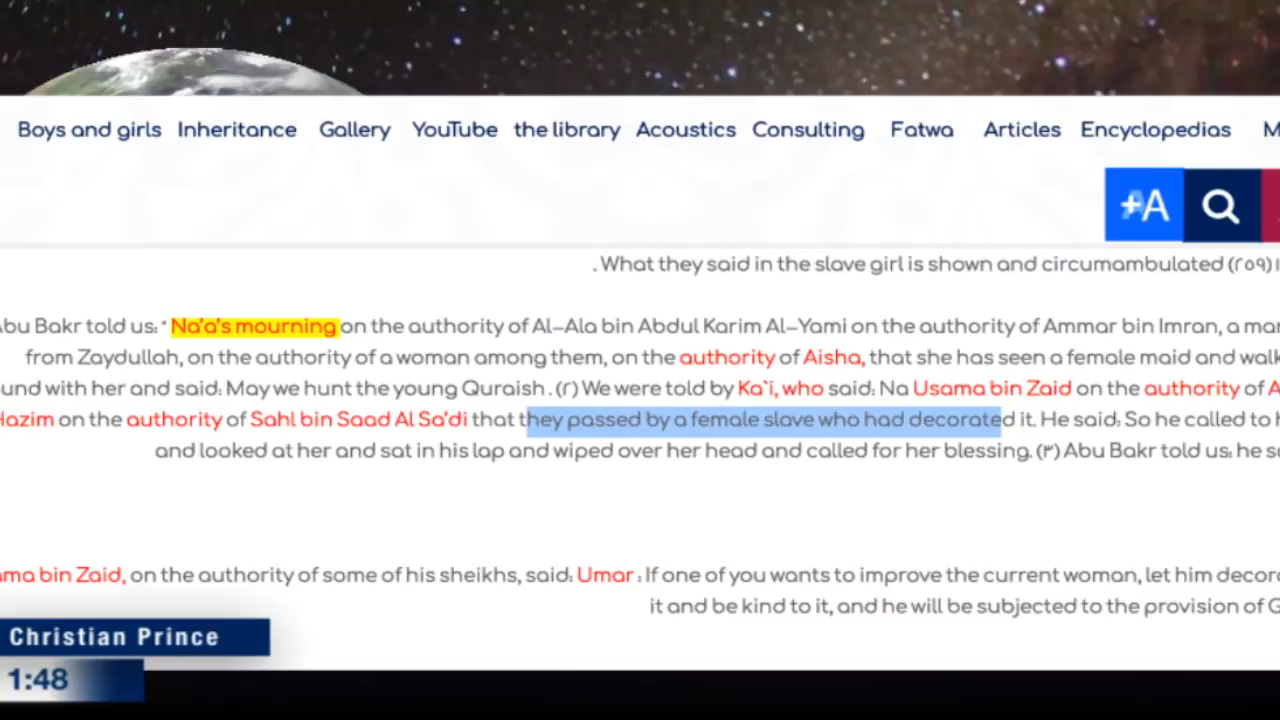 Boys and girls Inheritance Gallery YouTube the library Acoustics Consulting Fatwa Articles Encyclopedias M
+A
. What they said in the slave girl is shown and circumambulated (٢٥٩)
Abu Bakr told us: " Na'a's mourning on the authority of Al-Ala bin Abdul Karim Al-Yami on the authority of Ammar bin Imran, a man
from Zaydullah, on the authority of a woman among them, on the authority of Aisha, that she has seen a female maid and walk
und with her and said: May we hunt the young Quraish . (٢) We were told by Ka`i, who said: Na Usama bin Zaid on the authority of A
Hazim on the authority of Sahl bin Saad Al Sa'di that they passed by a female slave who had decorated it. He said: So he called to h
and looked at her and sat in his lap and wiped over her head and called for her blessing. (٣) Abu Bakr told us: he sa
ama bin Zaid, on the authority of some of his sheikhs, said: Umar : If one of you wants to improve the current woman, let him decora
it and be kind to it, and he will be subjected to the provision of G
Christian Prince
1:48